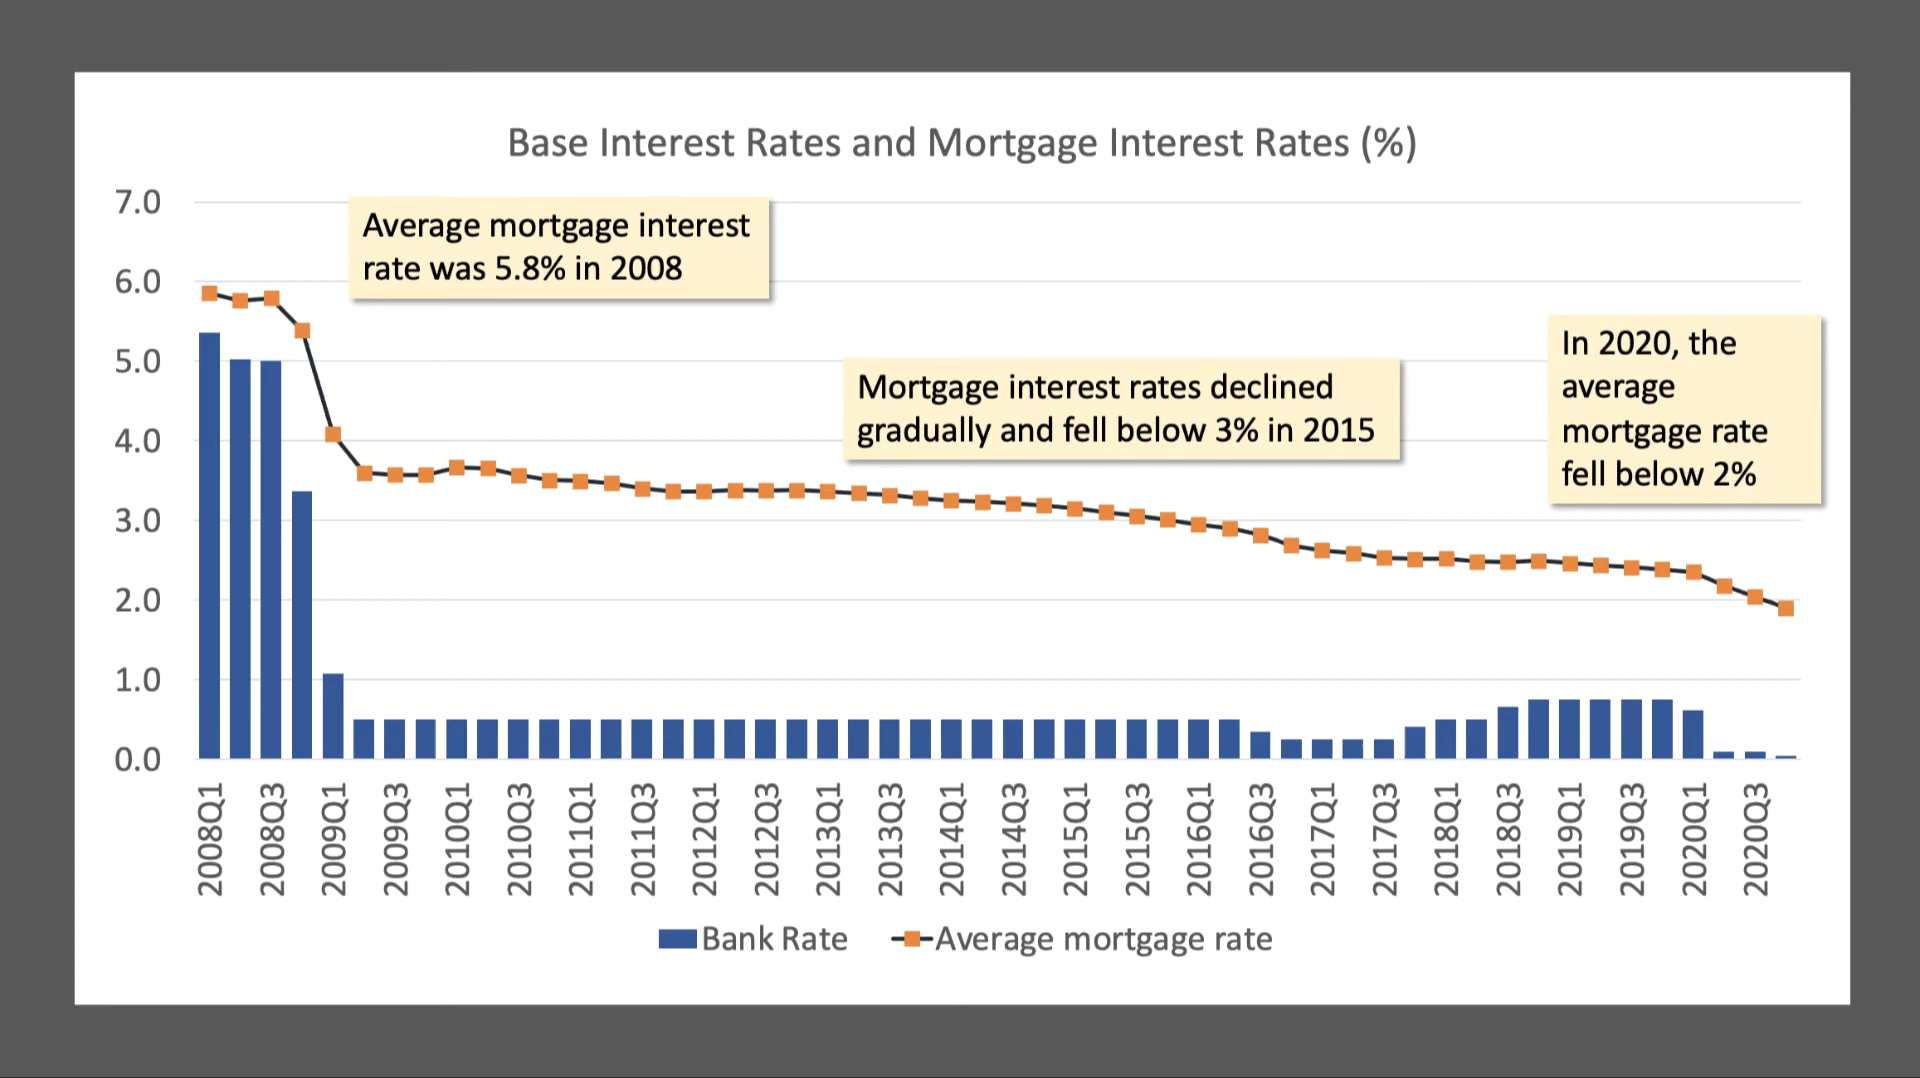 Base Interest Rates and Mortgage Interest Rates (%)
7.0
6.0
5.0
4.0
3.0
2.0
1.0
0.0
Average mortgage interest
rate was 5.8% in 2008
Mortgage interest rates declined
gradually and fell below 3% in 2015
In 2020, the
average
mortgage rate
fell below 2%
2008Q1
2008Q3
2009Q1
2009Q3
2010Q1
2010Q3
2011Q1
2011Q3
2012Q1
2012Q3
2013Q1
2013Q3
2014Q1
2014Q3
2015Q1
2015Q3
2016Q1
2016Q3
2017Q1
2017Q3
2018Q1
2018Q3
2019Q1
2019Q3
2020Q1
2020Q3
Bank Rate
Average mortgage rate